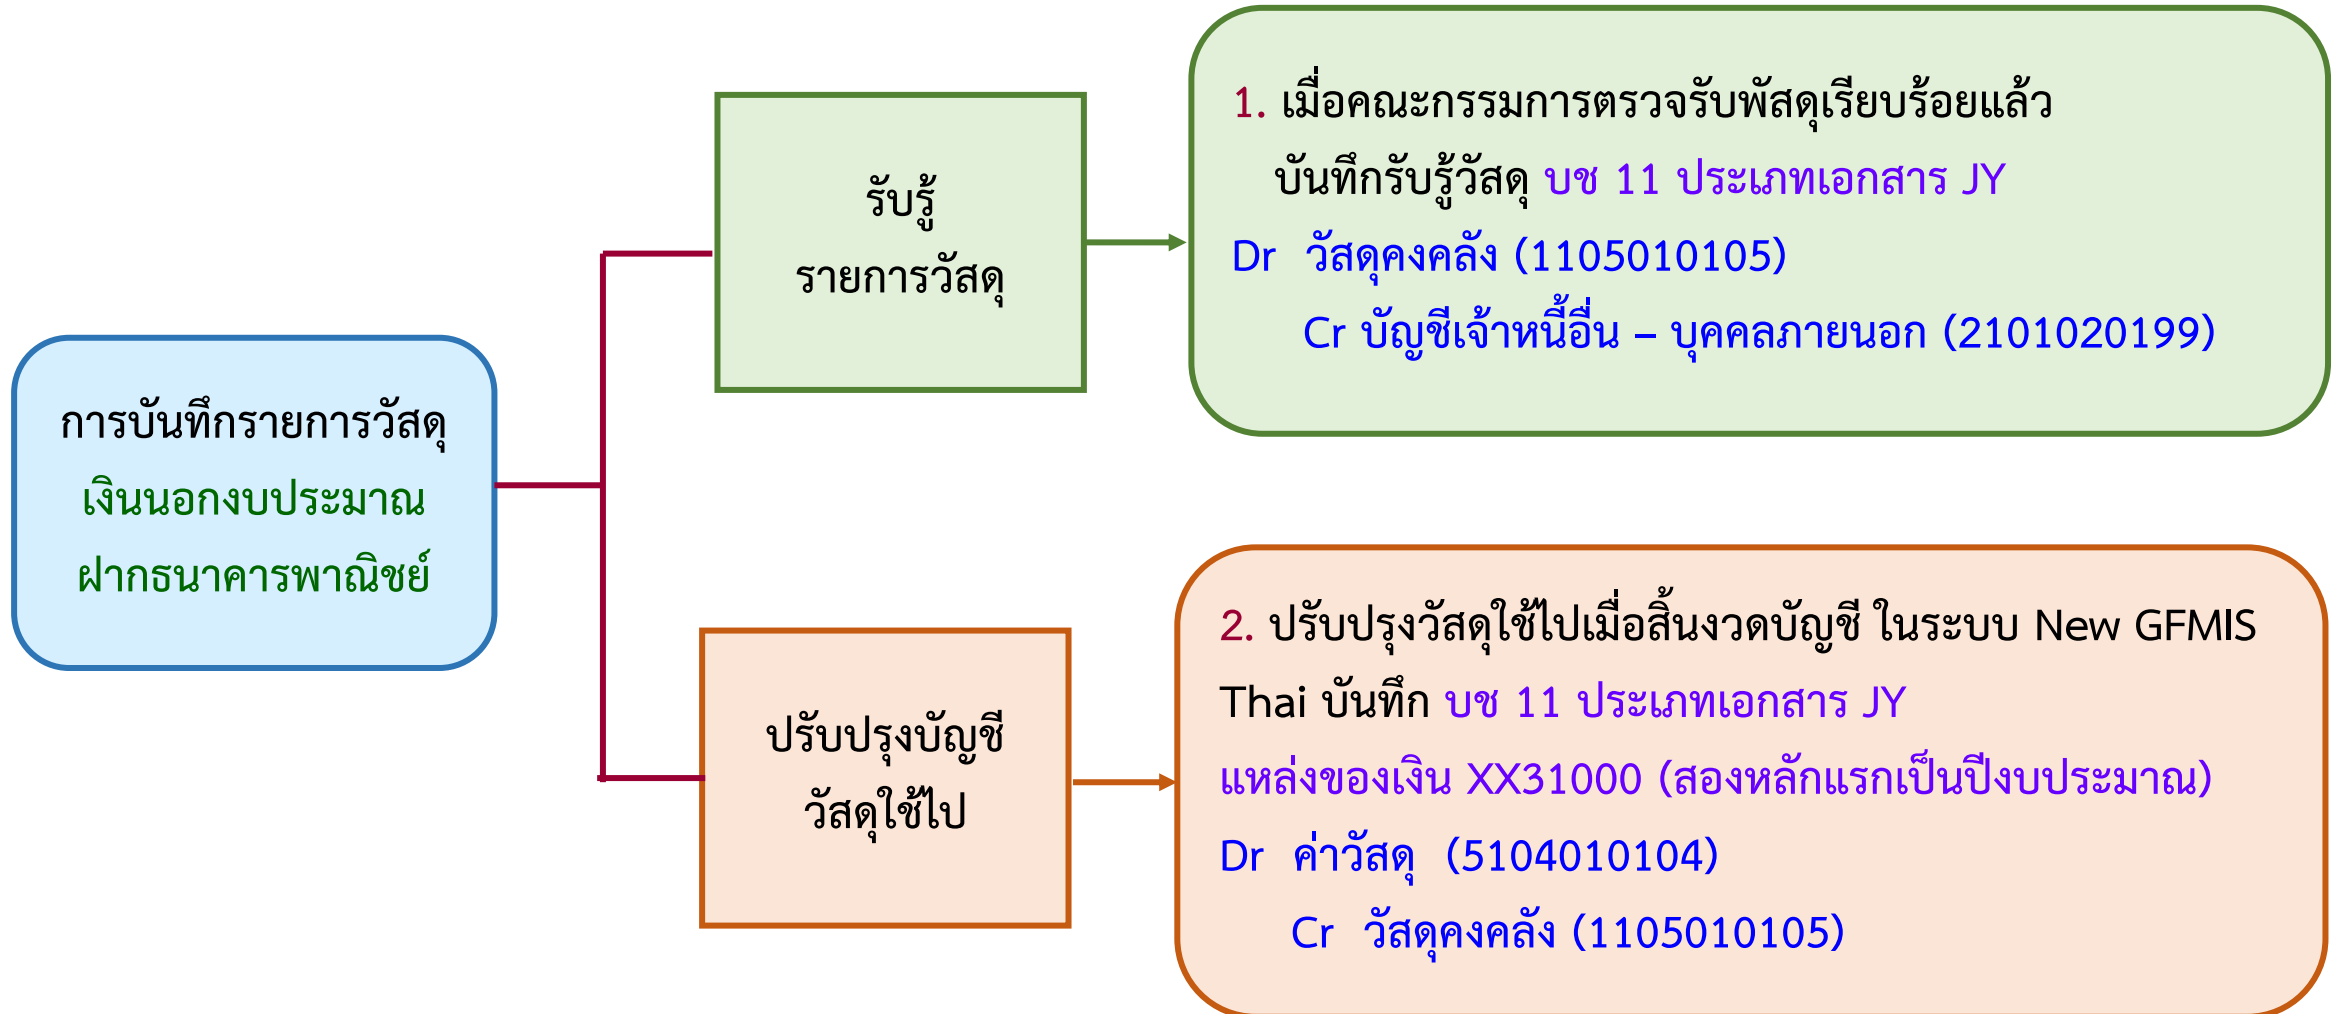 การบันทึกรายการวัสดุ
เงินนอกงบประมาณ
ฝากธนาคารพาณิชย์
รับรู้
รายการวัสดุ
1. เมื่อคณะกรรมการตรวจรับพัสดุเรียบร้อยแล้ว
บันทึกรับรู้วัสดุ บช 11 ประเภทเอกสาร JY
Dr วัสดุคงคลัง (1105010105)
Cr บัญชีเจ้าหนี้อื่น – บุคคลภายนอก (2101020199)
ปรับปรุงบัญชี
วัสดุใช้ไป
2. ปรับปรุงวัสดุใช้ไปเมื่อสิ้นงวดบัญชี ในระบบ New GFMIS
Thai บันทึก บช 11 ประเภทเอกสาร JY
แหล่งของเงิน XX31000 (สองหลักแรกเป็นปีงบประมาณ)
Dr ค่าวัสดุ (5104010104)
Cr วัสดุคงคลัง (1105010105)